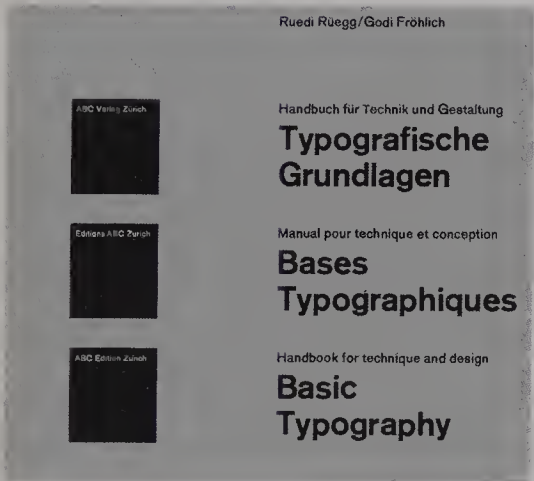 Ruedi Rüegg/Godi Fröhlich
ABC Verlag Zürich
Handbuch für Technik und Gestaltung
Typografische
Grundlagen
Editions ABC Zurich
Manual pour technique et conception
Bases
Typographiques
ABC Edition Zurich
Handbook for technique and design
Basic
Typography